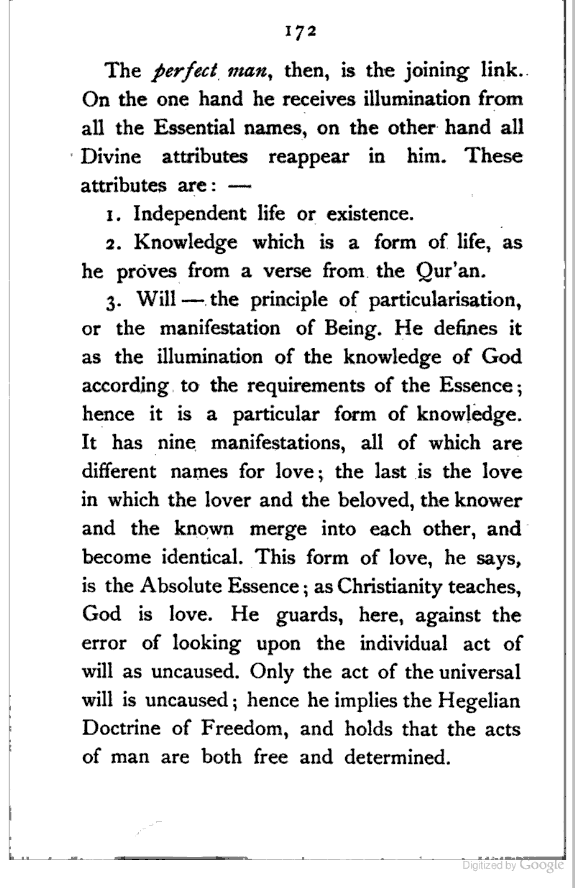 172
The perfect man, then, is the joining link.
On the one hand he receives illumination from
all the Essential names, on the other hand all
Divine attributes reappear in him. These
attributes are: —
1. Independent life or existence.
2. Knowledge which is a form of life, as
he proves from a verse from the Qur'an.
3. Will — the principle of particularisation,
or the manifestation of Being. He defines it
as the illumination of the knowledge of God
according to the requirements of the Essence;
hence it is a particular form of knowledge.
It has nine manifestations, all of which are
different names for love; the last is the love
in which the lover and the beloved, the knower
and the known merge into each other, and
become identical. This form of love, he says,
is the Absolute Essence; as Christianity teaches,
God is love. He guards, here, against the
error of looking upon the individual act of
will as uncaused. Only the act of the universal
will is uncaused; hence he implies the Hegelian
Doctrine of Freedom, and holds that the acts
of man are both free and determined.
Digitized by Google